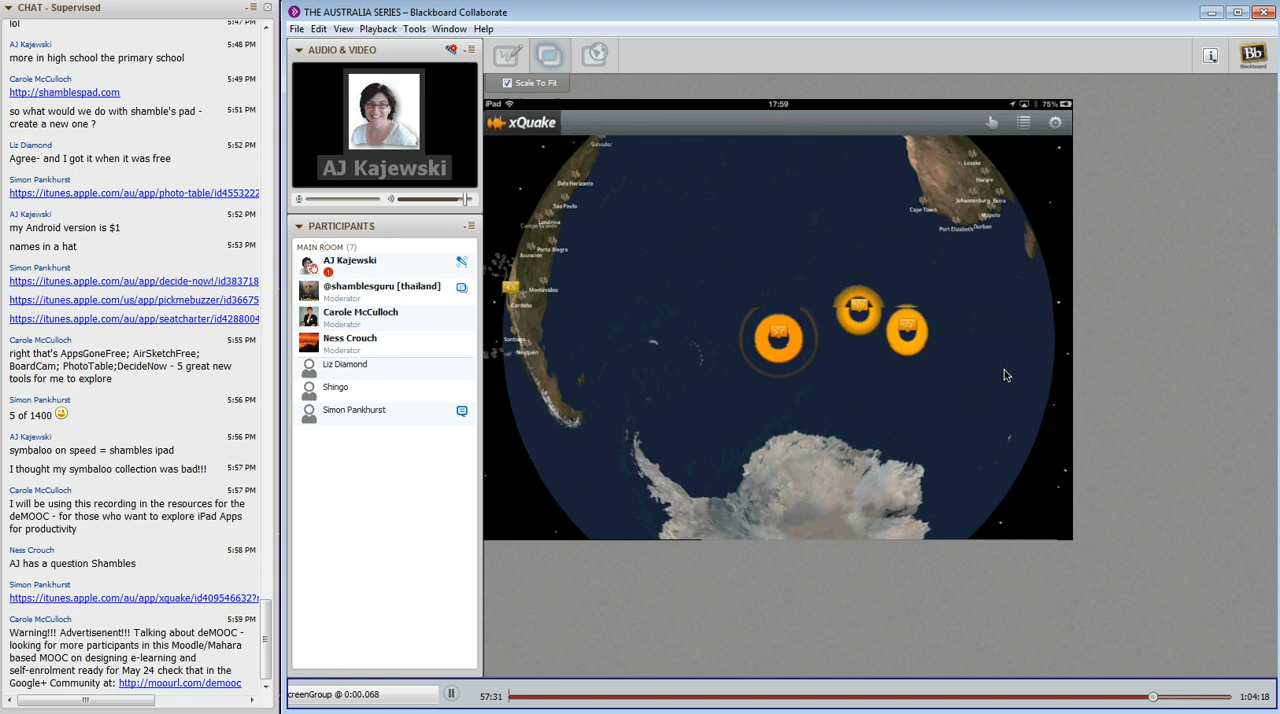 CHAT - Supervised
lol
5:47 PM
AJ Kajewski 5:48 PM
more in high school the primary school
Carole McCulloch 5:49 PM
http://shamblespad.com
so what would we do with shamble's pad - 5:51 PM
create a new one ?
Liz Diamond 5:52 PM
Agree- and I got it when it was free
Simon Pankhurst 5:52 PM
https://itunes.apple.com/au/app/photo-table/id4553222
AJ Kajewski 5:52 PM
my Android version is $1
names in a hat 5:53 PM
Simon Pankhurst 5:53 PM
https://itunes.apple.com/au/app/decide-now!/id383718
https://itunes.apple.com/us/app/pickmebuzzer/id36675
https://itunes.apple.com/au/app/seatcharter/id4288004
Carole McCulloch 5:55 PM
right that's AppsGoneFree; AirSketchFree;
BoardCam; PhotoTable;DecideNow - 5 great
new tools for me to explore
Simon Pankhurst 5:56 PM
5 of 1400
AJ Kajewski 5:56 PM
symbaloo on speed = shambles ipad
I thought my symbaloo collection was bad!!! 5:57 PM
Carole McCulloch 5:57 PM
I will be using this recording in the resources for the
deMOOC - for those who want to explore iPad Apps
for productivity
Ness Crouch 5:58 PM
AJ has a question Shambles
Simon Pankhurst
https://itunes.apple.com/au/app/xquake/id409546632?
Carole McCulloch 5:59 PM
Warning!!! Advertisenent!!! Talking about deMOOC -
looking for more participants in this Moodle/Mahara
based MOOC on designing e-learning and
self-enrolment ready for May 24 check that in the
Google+ Community at: http://moourl.com/demooc
THE AUSTRALIA SERIES – Blackboard Collaborate
File Edit View Playback Tools Window Help
AUDIO & VIDEO
AJ Kajewski
PARTICIPANTS
MAIN ROOM (7)
AJ Kajewski
@shamblesguru [thailand]
Moderator
Carole McCulloch
Moderator
Ness Crouch
Moderator
Liz Diamond
Shingo
Simon Pankhurst
Bb
Blackboard
Scale To Fit
iPad 17:59 75%
xQuake
Salvador
Belo Horizonte
Sao Paulo
Londrina
Campo Grande
Porto Alegre
Asuncion
Montevideo
Cordoba
Santiago
Neuquen
Lusaka
Harare
Johannesburg
Beira
Maputo
Cape Town
Port Elizabeth
Durban
creenGroup @ 0:00.068
57:31
1:04:18